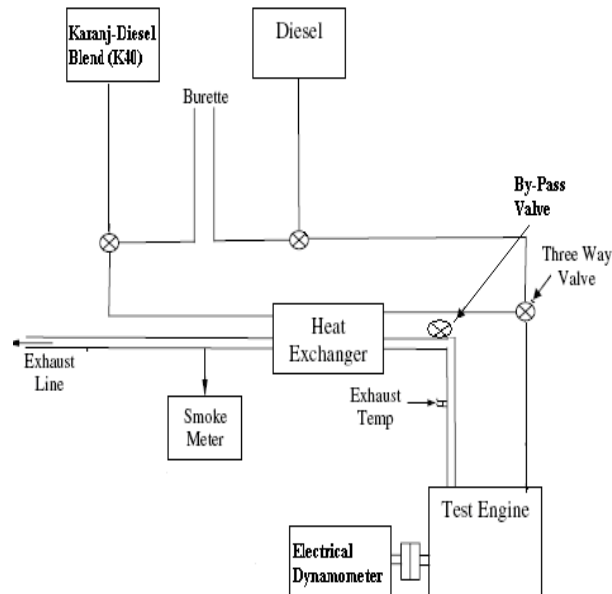 Karanj-Diesel
Blend (K40)
Diesel
Burette
By-Pass
Valve
Three Way
Valve
Heat
Exchanger
Exhaust
Line
Exhaust
Temp
Smoke
Meter
Test Engine
Electrical
Dynamometer